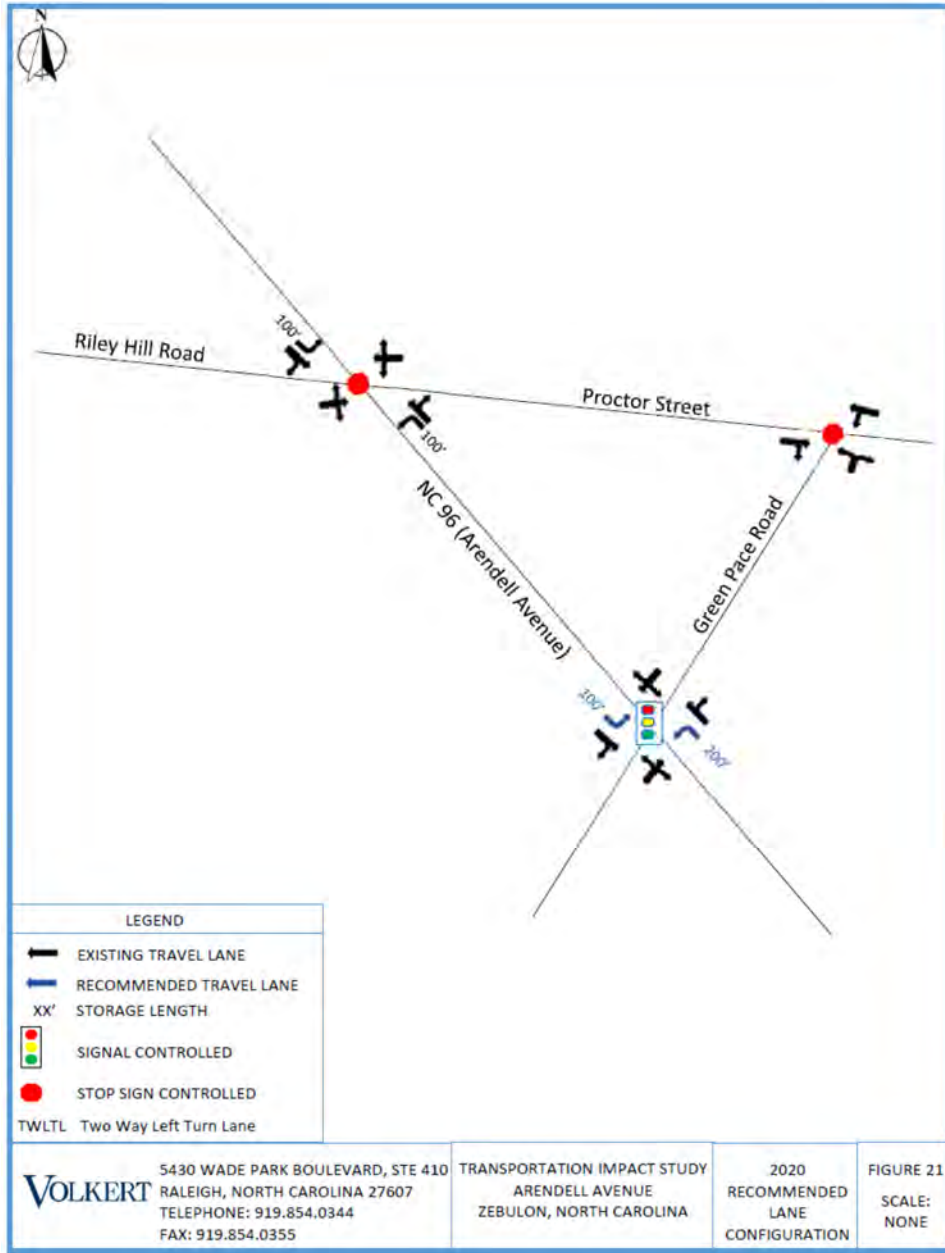 N
100'
Riley Hill Road
Proctor Street
100'
NC 96 (Arendell Avenue)
Green Pace Road
100'
200'
LEGEND
EXISTING TRAVEL LANE
RECOMMENDED TRAVEL LANE
XX' STORAGE LENGTH
SIGNAL CONTROLLED
STOP SIGN CONTROLLED
TWLTL Two Way Left Turn Lane
VOLKERT
5430 WADE PARK BOULEVARD, STE 410
RALEIGH, NORTH CAROLINA 27607
TELEPHONE: 919.854.0344
FAX: 919.854.0355
TRANSPORTATION IMPACT STUDY
ARENDELL AVENUE
ZEBULON, NORTH CAROLINA
2020
RECOMMENDED
LANE
CONFIGURATION
FIGURE 21
SCALE:
NONE